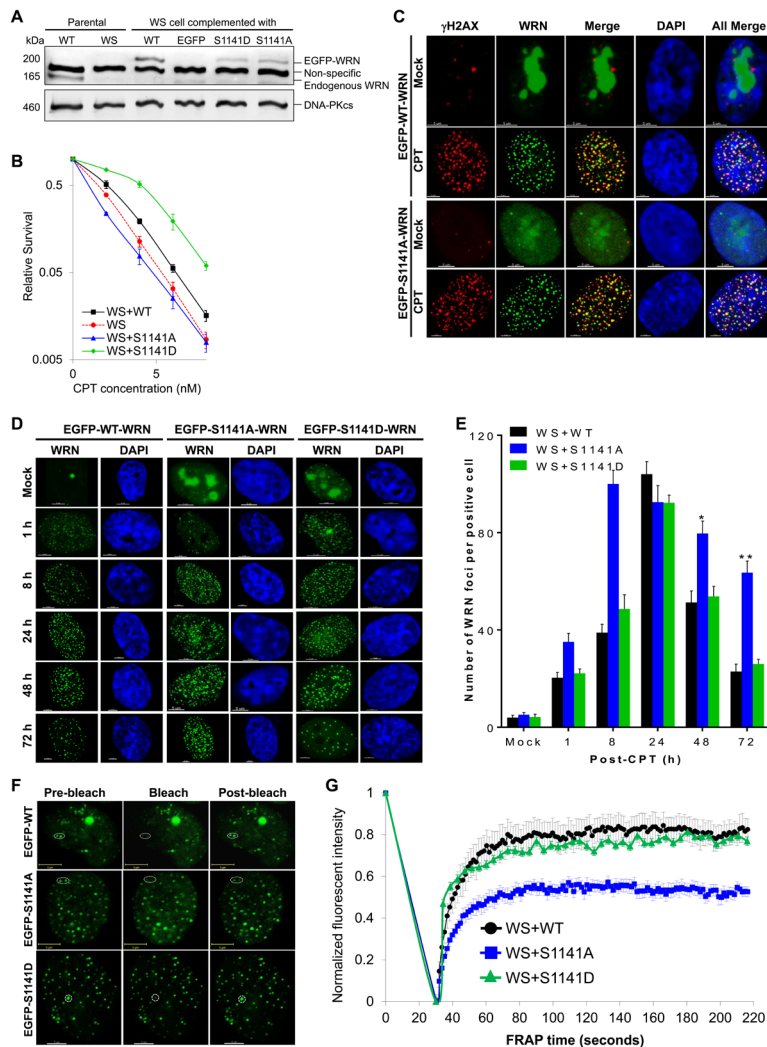 A
Parental WS cell complemented with
kDa WT WS WT EGFP S1141D S1141A
200 EGFP-WRN
165 Non-specific
Endogenous WRN
460 DNA-PKcs
B
Relative Survival
0.5
0.05
0.005
WS+WT
WS
WS+S1141A
WS+S1141D
0 5
CPT concentration (nM)
C
γH2AX WRN Merge DAPI All Merge
EGFP-WT-WRN
Mock
CPT
EGFP-S1141A-WRN
Mock
CPT
D
EGFP-WT-WRN EGFP-S1141A-WRN EGFP-S1141D-WRN
WRN DAPI WRN DAPI WRN DAPI
Mock
1 h
8 h
24 h
48 h
72 h
E
Number of WRN foci per positive cell
WS+WT
WS+S1141A
WS+S1141D
120
80
40
0
*
**
Mock 1 8 24 48 72
Post-CPT (h)
F
Pre-bleach Bleach Post-bleach
EGFP-WT
EGFP-S1141A
EGFP-S1141D
G
Normalized fluorescent intensity
1
0.8
0.6
0.4
0.2
0
WS+WT
WS+S1141A
WS+S1141D
0 20 40 60 80 100 120 140 160 180 200 220
FRAP time (seconds)